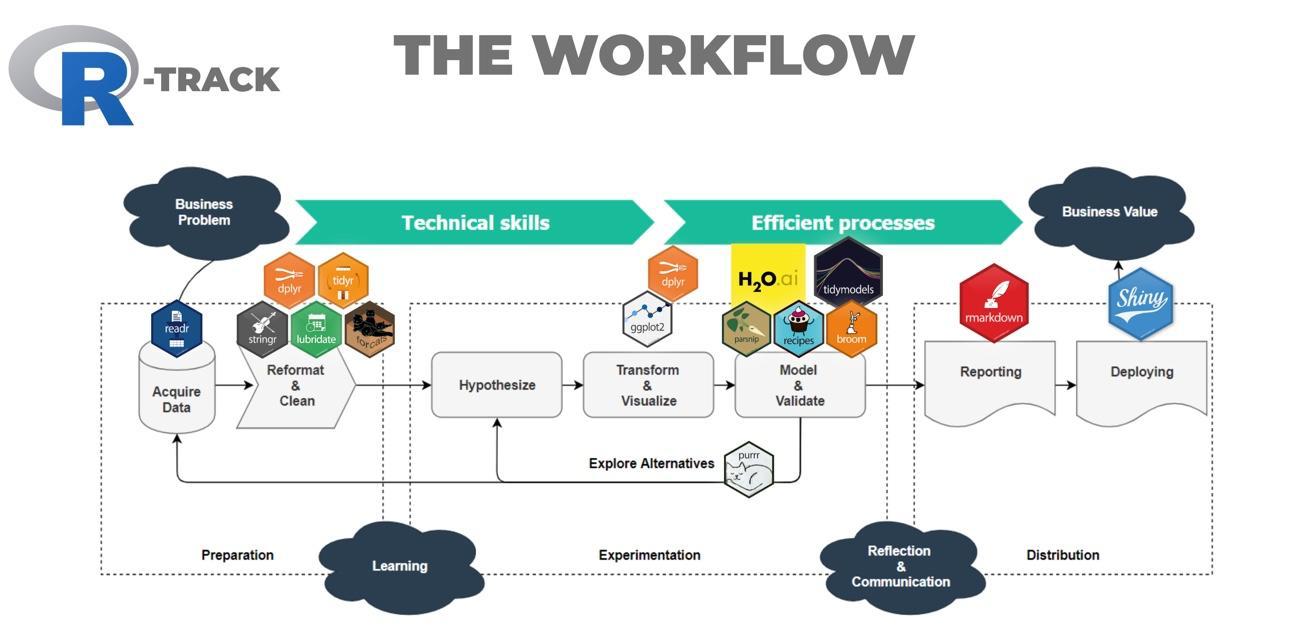 R-TRACK
THE WORKFLOW
Business
Problem
Technical skills
Efficient processes
Business Value
dplyr
tidyr
readr
stringr
lubridate
forcats
dplyr
ggplot2
H2O.ai
tidymodels
parsnip
recipes
broom
rmarkdown
Shiny
Acquire
Data
Reformat
&
Clean
Hypothesize
Transform
&
Visualize
Model
&
Validate
Reporting
Deploying
Explore Alternatives
purrr
Preparation
Learning
Experimentation
Reflection
&
Communication
Distribution